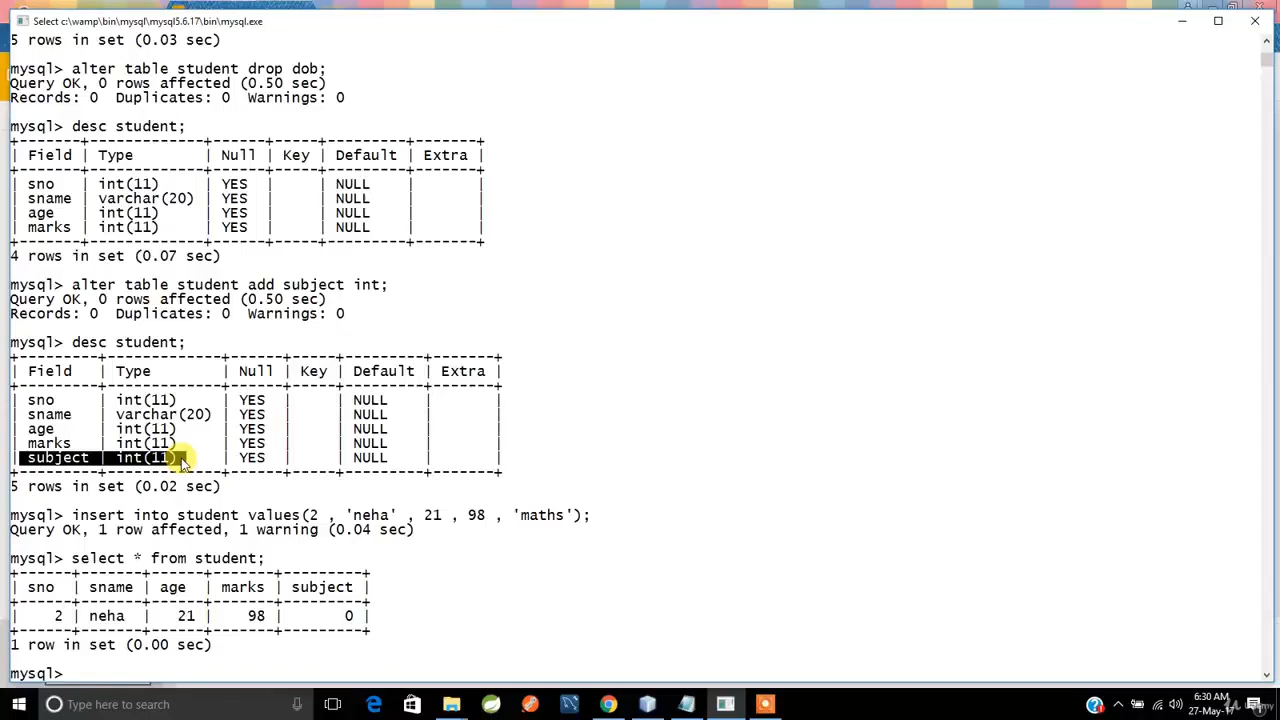 Select c:\wamp\bin\mysql\mysql5.6.17\bin\mysql.exe
5 rows in set (0.03 sec)
mysql> alter table student drop dob;
Query OK, 0 rows affected (0.50 sec)
Records: 0  Duplicates: 0  Warnings: 0
mysql> desc student;
+-------+-------------+------+-----+---------+-------+
| Field | Type        | Null | Key | Default | Extra |
+-------+-------------+------+-----+---------+-------+
| sno   | int(11)     | YES  |     | NULL    |       |
| sname | varchar(20) | YES  |     | NULL    |       |
| age   | int(11)     | YES  |     | NULL    |       |
| marks | int(11)     | YES  |     | NULL    |       |
+-------+-------------+------+-----+---------+-------+
4 rows in set (0.07 sec)
mysql> alter table student add subject int;
Query OK, 0 rows affected (0.50 sec)
Records: 0  Duplicates: 0  Warnings: 0
mysql> desc student;
+---------+-------------+------+-----+---------+-------+
| Field   | Type        | Null | Key | Default | Extra |
+---------+-------------+------+-----+---------+-------+
| sno     | int(11)     | YES  |     | NULL    |       |
| sname   | varchar(20) | YES  |     | NULL    |       |
| age     | int(11)     | YES  |     | NULL    |       |
| marks   | int(11)     | YES  |     | NULL    |       |
| subject | int(11)     | YES  |     | NULL    |       |
+---------+-------------+------+-----+---------+-------+
5 rows in set (0.02 sec)
mysql> insert into student values(2 , 'neha' , 21 , 98 , 'maths');
Query OK, 1 row affected, 1 warning (0.04 sec)
mysql> select * from student;
+------+-------+------+-------+---------+
| sno  | sname | age  | marks | subject |
+------+-------+------+-------+---------+
|    2 | neha  |   21 |    98 |       0 |
+------+-------+------+-------+---------+
1 row in set (0.00 sec)
mysql>
Type here to search
6:30 AM
27-May-17